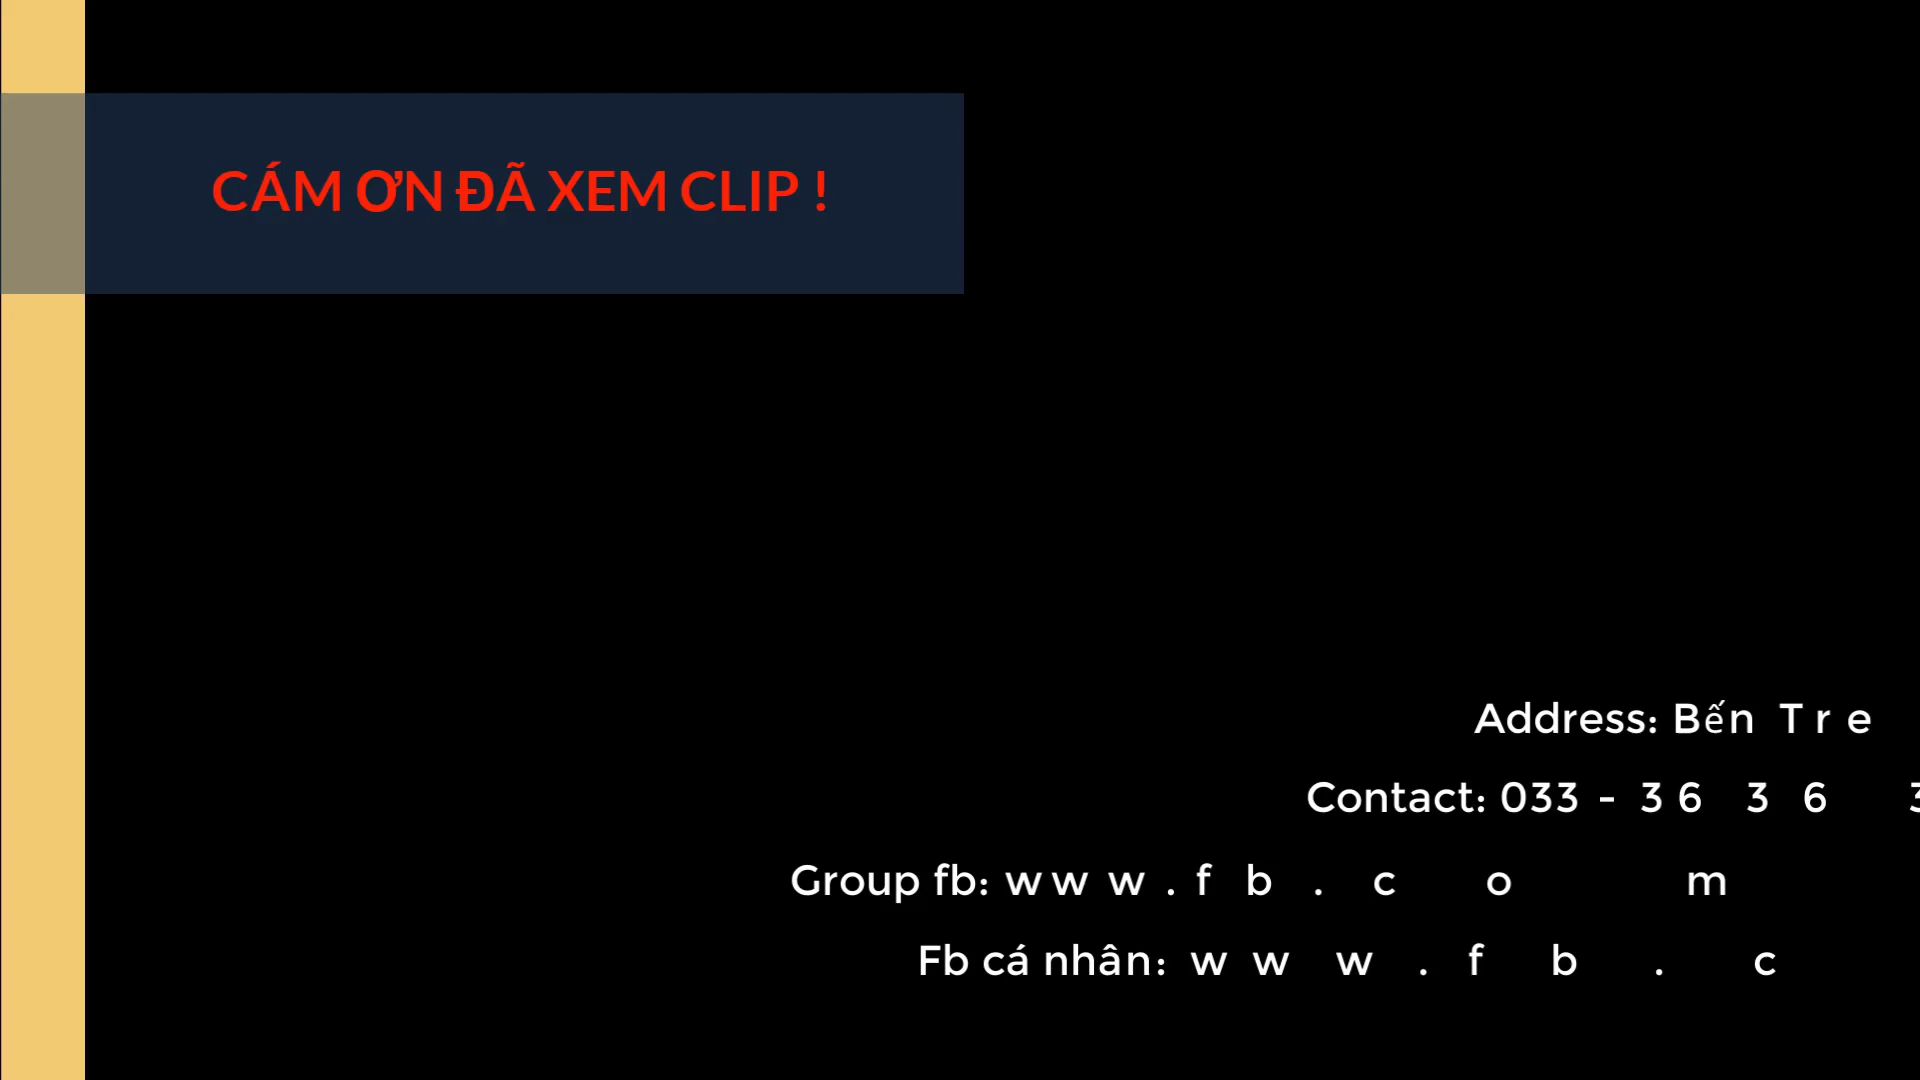 CÁM ƠN ĐÃ XEM CLIP !
Address: Bến Tre
Contact: 033 - 36 36 3
Group fb: www.fb.com
Fb cá nhân: www.fb.c